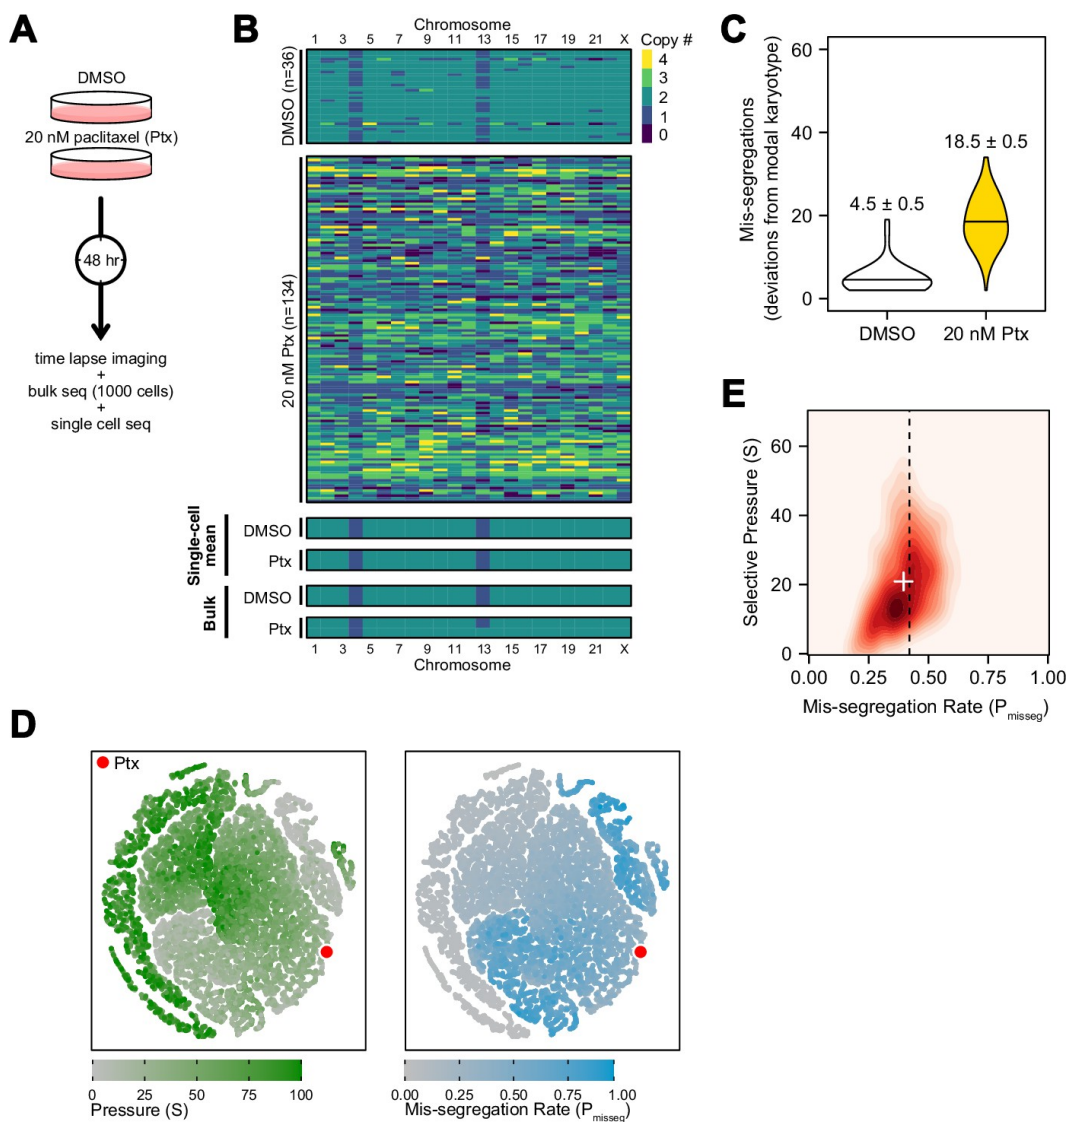 A
DMSO
20 nM paclitaxel (Ptx)
48 hr
time lapse imaging
+
bulk seq (1000 cells)
+
single cell seq
B
Chromosome
1 3 5 7 9 11 13 15 17 19 21 X
Copy #
4
3
2
1
0
DMSO (n=36)
20 nM Ptx (n=134)
Single-cell
mean
DMSO
Ptx
Bulk
DMSO
Ptx
1 3 5 7 9 11 13 15 17 19 21 X
Chromosome
C
Mis-segregations
(deviations from modal karyotype)
60
40
20
0
4.5 ± 0.5
18.5 ± 0.5
DMSO
20 nM Ptx
E
Selective Pressure (S)
60
40
20
0
0.00 0.25 0.50 0.75 1.00
Mis-segregation Rate (Pmisseg)
D
Ptx
0 25 50 75 100
Pressure (S)
0.00 0.25 0.50 0.75 1.00
Mis-segregation Rate (Pmisseg)